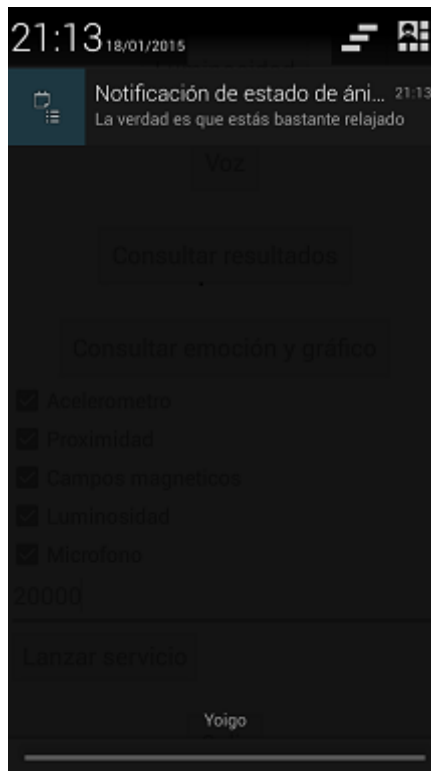 21:13 18/01/2015
Notificación de estado de áni... 21:13
La verdad es que estás bastante relajado
Voz
Consultar resultados
Consultar emoción y gráfico
Acelerometro
Proximidad
Campos magneticos
Luminosidad
Microfono
20000
Lanzar servicio
Yoigo